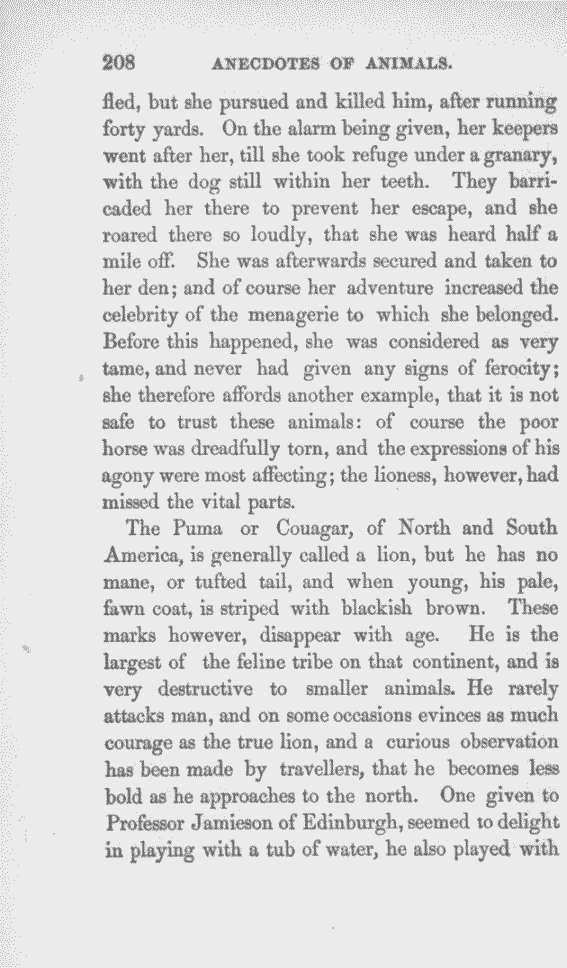 208 ANECDOTES OF ANIMALS.
fled, but she pursued and killed him, after running
forty yards. On the alarm being given, her keepers
went after her, till she took refuge under a granary,
with the dog still within her teeth. They barri-
caded her there to prevent her escape, and she
roared there so loudly, that she was heard half a
mile off. She was afterwards secured and taken to
her den; and of course her adventure increased the
celebrity of the menagerie to which she belonged.
Before this happened, she was considered as very
tame, and never had given any signs of ferocity;
she therefore affords another example, that it is not
safe to trust these animals: of course the poor
horse was dreadfully torn, and the expressions of his
agony were most affecting; the lioness, however, had
missed the vital parts.
The Puma or Couagar, of North and South
America, is generally called a lion, but he has no
mane, or tufted tail, and when young, his pale,
fawn coat, is striped with blackish brown. These
marks however, disappear with age. He is the
largest of the feline tribe on that continent, and is
very destructive to smaller animals. He rarely
attacks man, and on some occasions evinces as much
courage as the true lion, and a curious observation
has been made by travellers, that he becomes less
bold as he approaches to the north. One given to
Professor Jamieson of Edinburgh, seemed to delight
in playing with a tub of water, he also played with